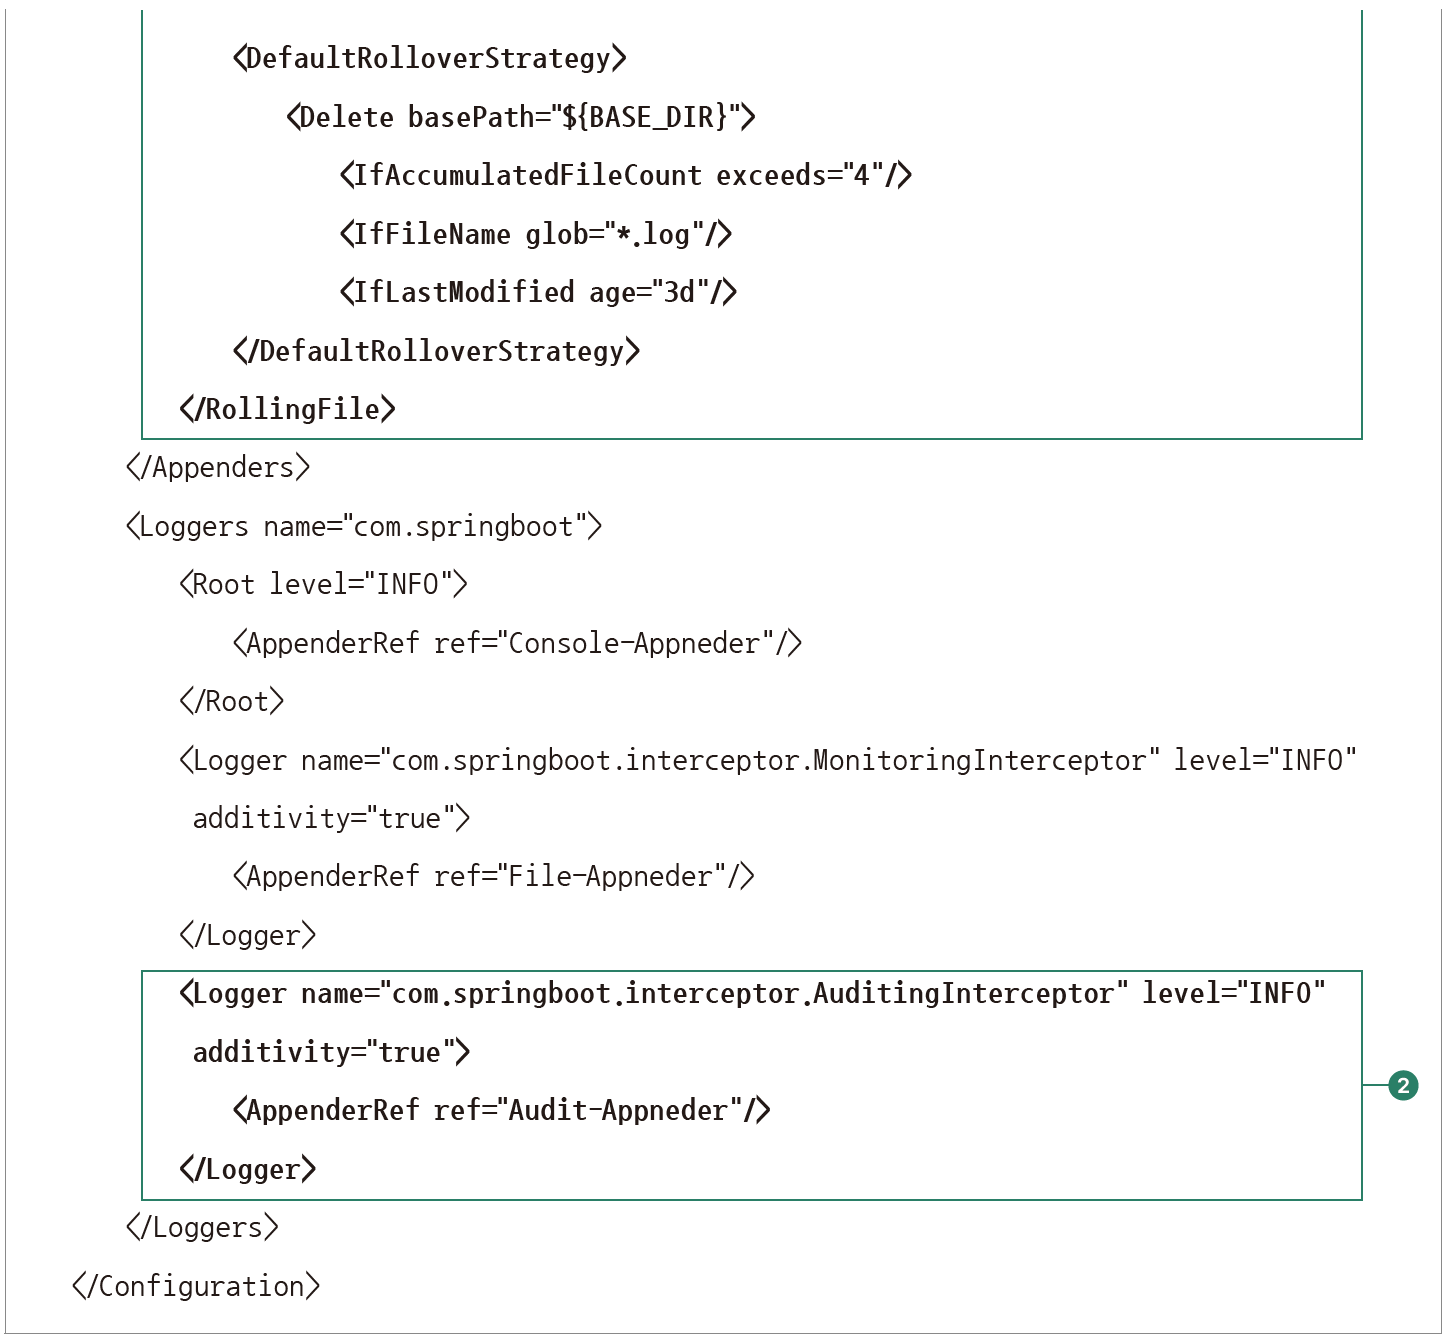 <DefaultRolloverStrategy>
<Delete basePath="${BASE_DIR}">
<IfAccumulatedFileCount exceeds="4"/>
<IfFileName glob="*.log"/>
<IfLastModified age="3d"/>
</DefaultRolloverStrategy>
</RollingFile>
</Appenders>
<Loggers name="com.springboot">
<Root level="INFO">
<AppenderRef ref="Console-Appneder"/>
</Root>
<Logger name="com.springboot.interceptor.MonitoringInterceptor" level="INFO"
additivity="true">
<AppenderRef ref="File-Appneder"/>
</Logger>
<Logger name="com.springboot.interceptor.AuditingInterceptor" level="INFO"
additivity="true">
2
<AppenderRef ref="Audit-Appneder"/>
</Logger>
</Loggers>
</Configuration>